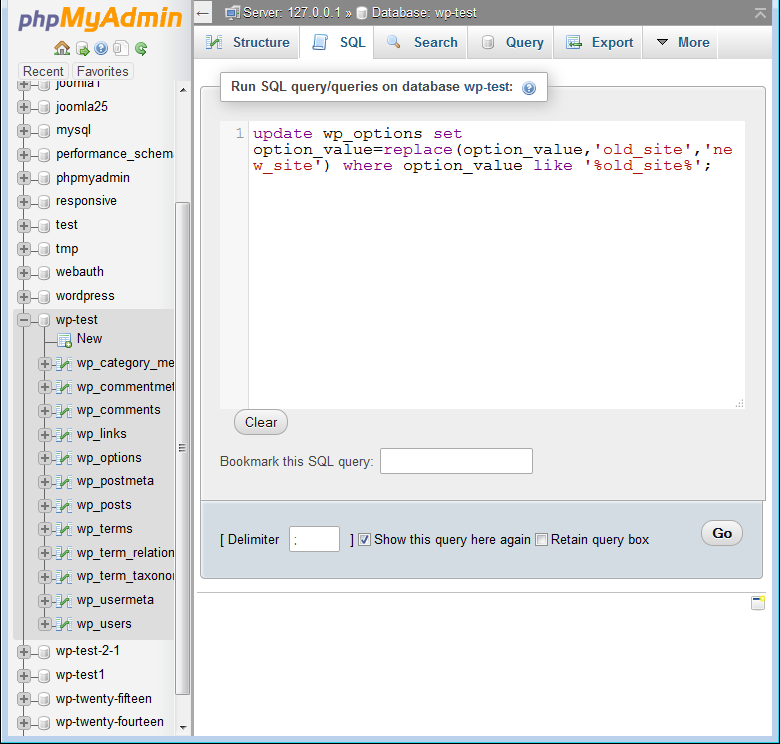 phpMyAdmin
Recent Favorites
joomla1
joomla25
mysql
performance_schem
phpmyadmin
responsive
test
tmp
webauth
wordpress
wp-test
New
wp_category_me
wp_commentmet
wp_comments
wp_links
wp_options
wp_postmeta
wp_posts
wp_terms
wp_term_relation
wp_term_taxonor
wp_usermeta
wp_users
wp-test-2-1
wp-test1
wp-twenty-fifteen
wp-twenty-fourteen
Server: 127.0.0.1 » Database: wp-test
Structure SQL Search Query Export More
Run SQL query/queries on database wp-test:
1 update wp_options set
option_value=replace(option_value,'old_site','ne
w_site') where option_value like '%old_site%';
Clear
Bookmark this SQL query:
[ Delimiter ; ] Show this query here again Retain query box
Go